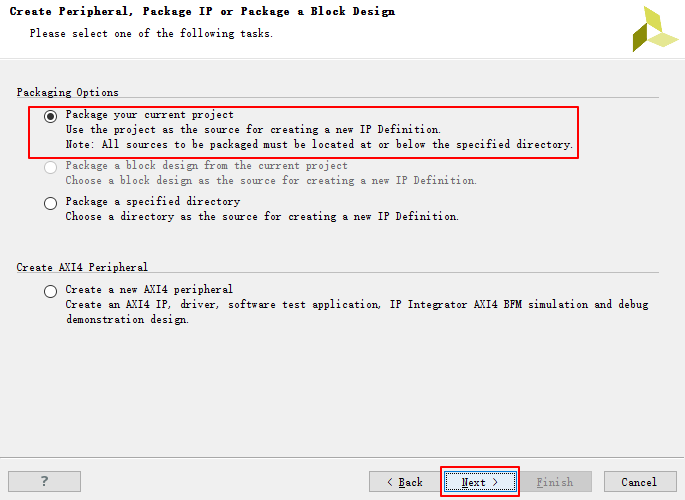 Create Peripheral, Package IP or Package a Block Design
Please select one of the following tasks.
Packaging Options
Package your current project
Use the project as the source for creating a new IP Definition.
Note: All sources to be packaged must be located at or below the specified directory.
Package a block design from the current project
Choose a block design as the source for creating a new IP Definition.
Package a specified directory
Choose a directory as the source for creating a new IP Definition.
Create AXI4 Peripheral
Create a new AXI4 peripheral
Create an AXI4 IP, driver, software test application, IP Integrator AXI4 BFM simulation and debug
demonstration design.
? < Back Next > Finish Cancel